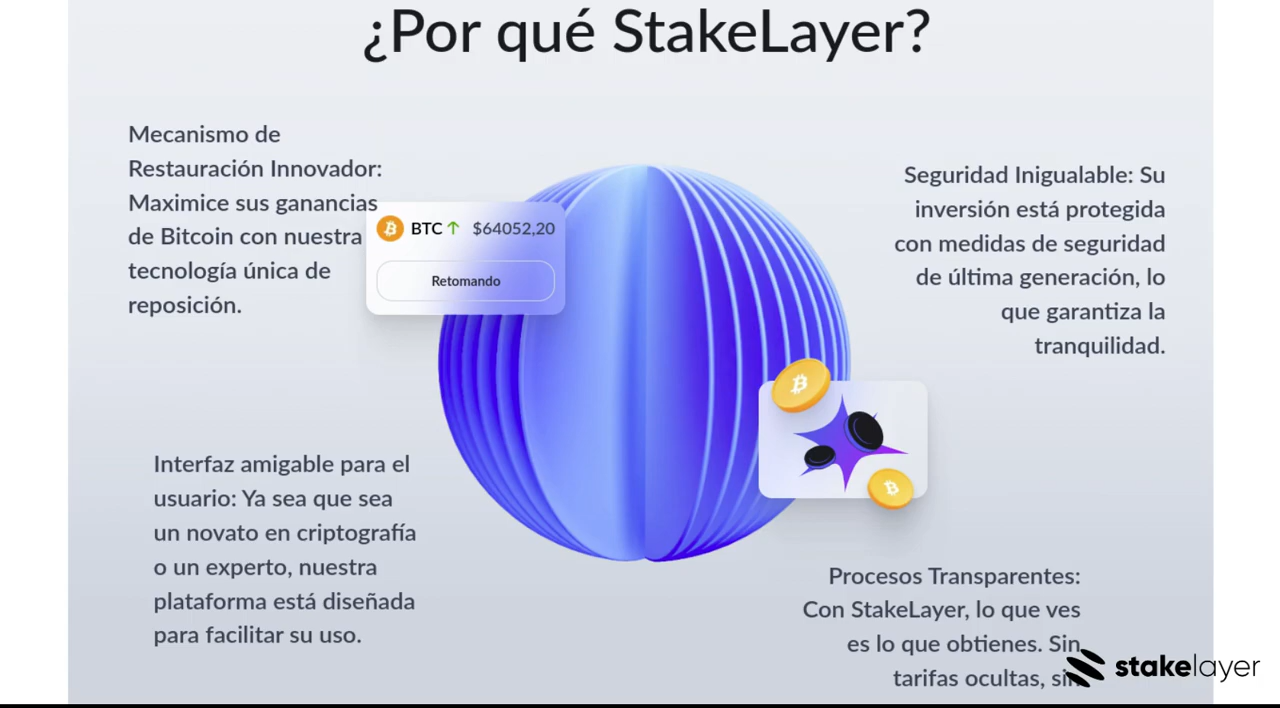 ¿Por qué StakeLayer?
Mecanismo de
Restauración Innovador:
Maximice sus ganancias
de Bitcoin con nuestra
tecnología única de
reposición.
BTC ↑ $64052,20
Retomando
Seguridad Inigualable: Su
inversión está protegida
con medidas de seguridad
de última generación, lo
que garantiza la
tranquilidad.
Interfaz amigable para el
usuario: Ya sea que sea
un novato en criptografía
o un experto, nuestra
plataforma está diseñada
para facilitar su uso.
Procesos Transparentes:
Con StakeLayer, lo que ves
es lo que obtienes. Sin
tarifas ocultas, sin
stakelayer